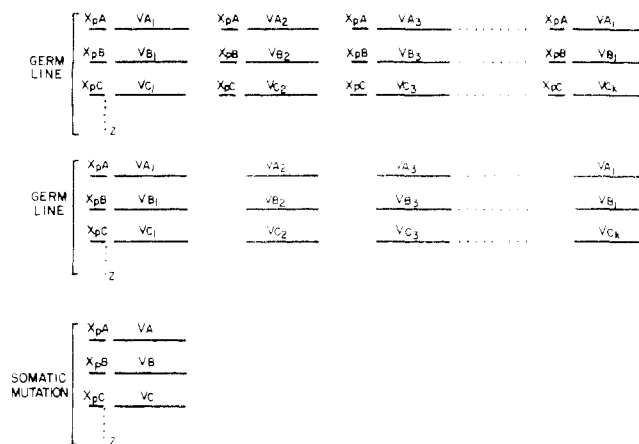 XpA VA1 XpA VA2 XpA VA3 XpA VAi
XpB VB1 XpB VB2 XpB VB3 XpB VBj
XpC VC1 XpC VC2 XpC VC3 XpC VCk
GERM
LINE
Z
XpA VA1 VA2 VA3 VAi
XpB VB1 VB2 VB3 VBj
XpC VC1 VC2 VC3 VCk
GERM
LINE
Z
XpA VA
XpB VB
XpC VC
SOMATIC
MUTATION
Z